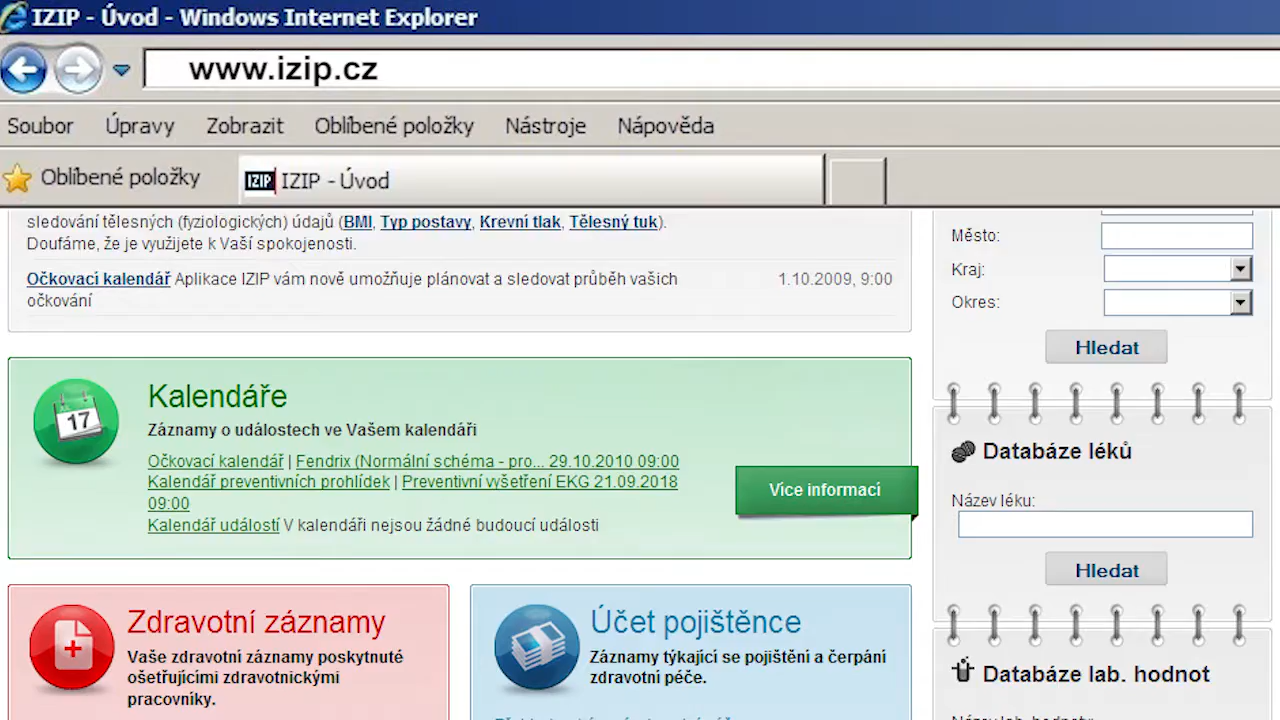 IZIP - Úvod - Windows Internet Explorer
www.izip.cz
Soubor Úpravy Zobrazit Oblíbené položky Nástroje Nápověda
Oblíbené položky
IZIP IZIP - Úvod
sledování tělesných (fyziologických) údajů (BMI, Typ postavy, Krevní tlak, Tělesný tuk).
Doufáme, že je využijete k Vaší spokojenosti.
Očkovací kalendář Aplikace IZIP vám nově umožňuje plánovat a sledovat průběh vašich
očkování
1.10.2009, 9:00
Město:
Kraj:
Okres:
Hledat
17
Kalendáře
Záznamy o událostech ve Vašem kalendáři
Očkovací kalendář | Fendrix (Normální schéma - pro... 29.10.2010 09:00
Kalendář preventivních prohlídek | Preventivní vyšetření EKG 21.09.2018
09:00
Kalendář událostí V kalendáři nejsou žádné budoucí události
Více informací
Databáze léků
Název léku:
Hledat
Zdravotní záznamy
Vaše zdravotní záznamy poskytnuté
ošetřujícími zdravotnickými
pracovníky.
Účet pojištěnce
Záznamy týkající se pojištění a čerpání
zdravotní péče.
Databáze lab. hodnot